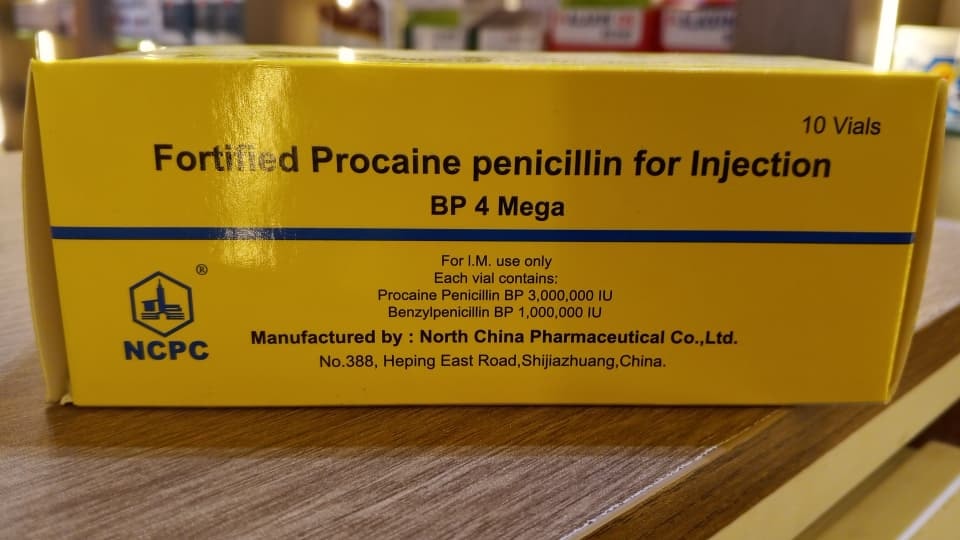 10 Vials
Fortified Procaine penicillin for Injection
BP 4 Mega
For I.M. use only
Each vial contains:
Procaine Penicillin BP 3,000,000 IU
Benzylpenicillin BP 1,000,000 IU
®
NCPC
Manufactured by : North China Pharmaceutical Co.,Ltd.
No.388, Heping East Road,Shijiazhuang,China.